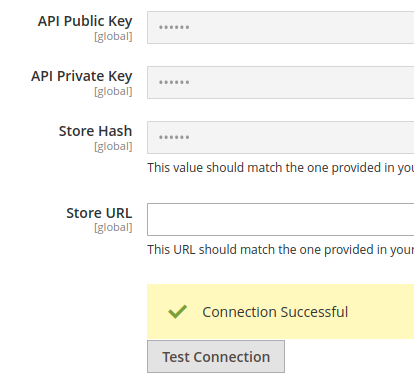 API Public Key
[global]
••••••
API Private Key
[global]
••••••
Store Hash
[global]
••••••
This value should match the one provided in you
Store URL
[global]
This URL should match the one provided in your
Connection Successful
Test Connection